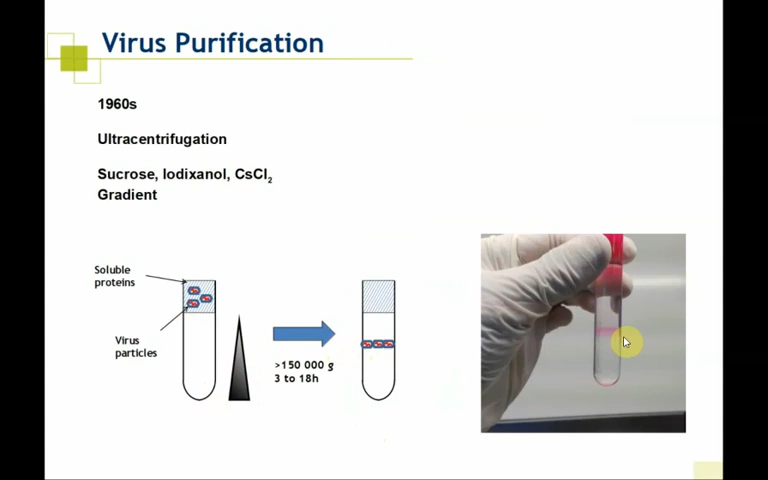 Virus Purification
1960s
Ultracentrifugation
Sucrose, Iodixanol, CsCl2
Gradient
Soluble
proteins
Virus
particles
>150 000 g
3 to 18h